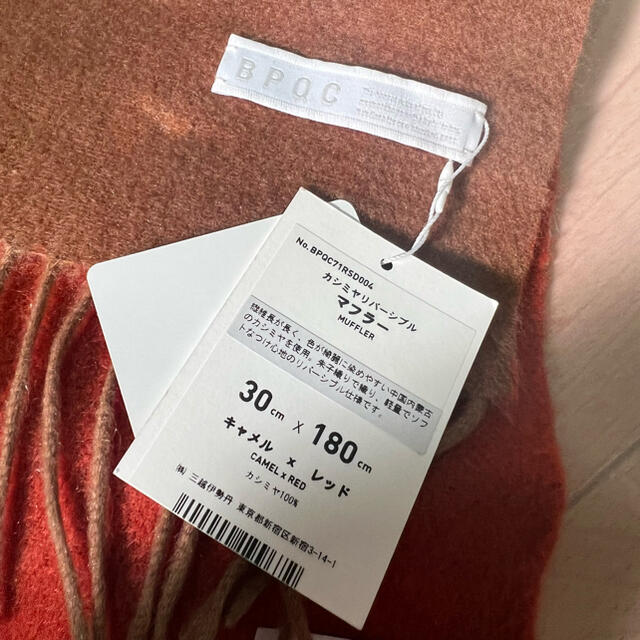 BPQC
No.BPQC71RSD004
カシミヤリバーシブル
マフラー
MUFFLER
繊維長が長く、色が綺麗に染めやすい中国内蒙古
のカシミヤを使用。朱子織りで織り、軽量でソフ
トなつけ心地のリバーシブル仕様です。
30cm x 180cm
キャメル x レッド
CAMEL x RED
カシミヤ100%
㈱ 三越伊勢丹 東京都新宿区新宿3-14-1